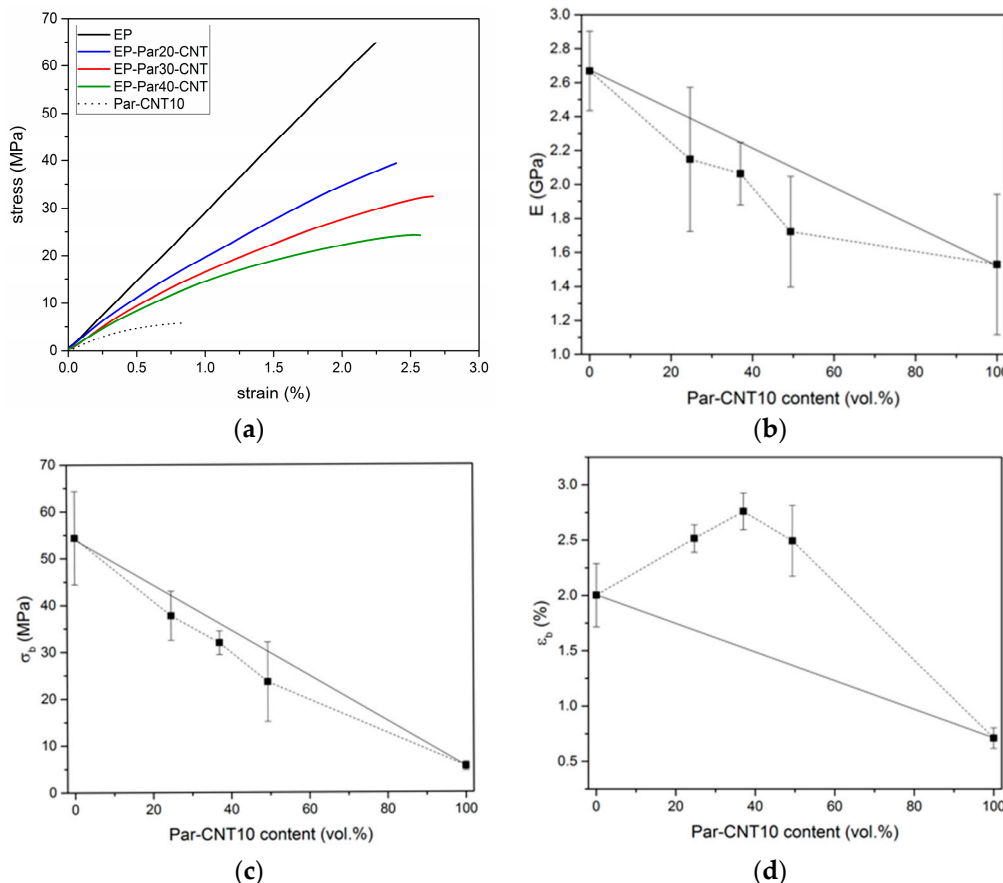 70
65
60
50
40
30
20
10
0
0.0 0.5 1.0 1.5 2.0 2.5 3.0
stress (MPa)
strain (%)
EP
EP-Par20-CNT
EP-Par30-CNT
EP-Par40-CNT
Par-CNT10
(a)
3.0
2.8
2.6
2.4
2.2
2.0
1.8
1.6
1.4
1.2
1.0
0 20 40 60 80 100
E (GPa)
Par-CNT10 content (vol.%)
(b)
70
60
50
40
30
20
10
0
0 20 40 60 80 100
σb (MPa)
Par-CNT10 content (vol.%)
(c)
3.0
2.5
2.0
1.5
1.0
0.5
0 20 40 60 80 100
εb (%)
Par-CNT10 content (vol.%)
(d)